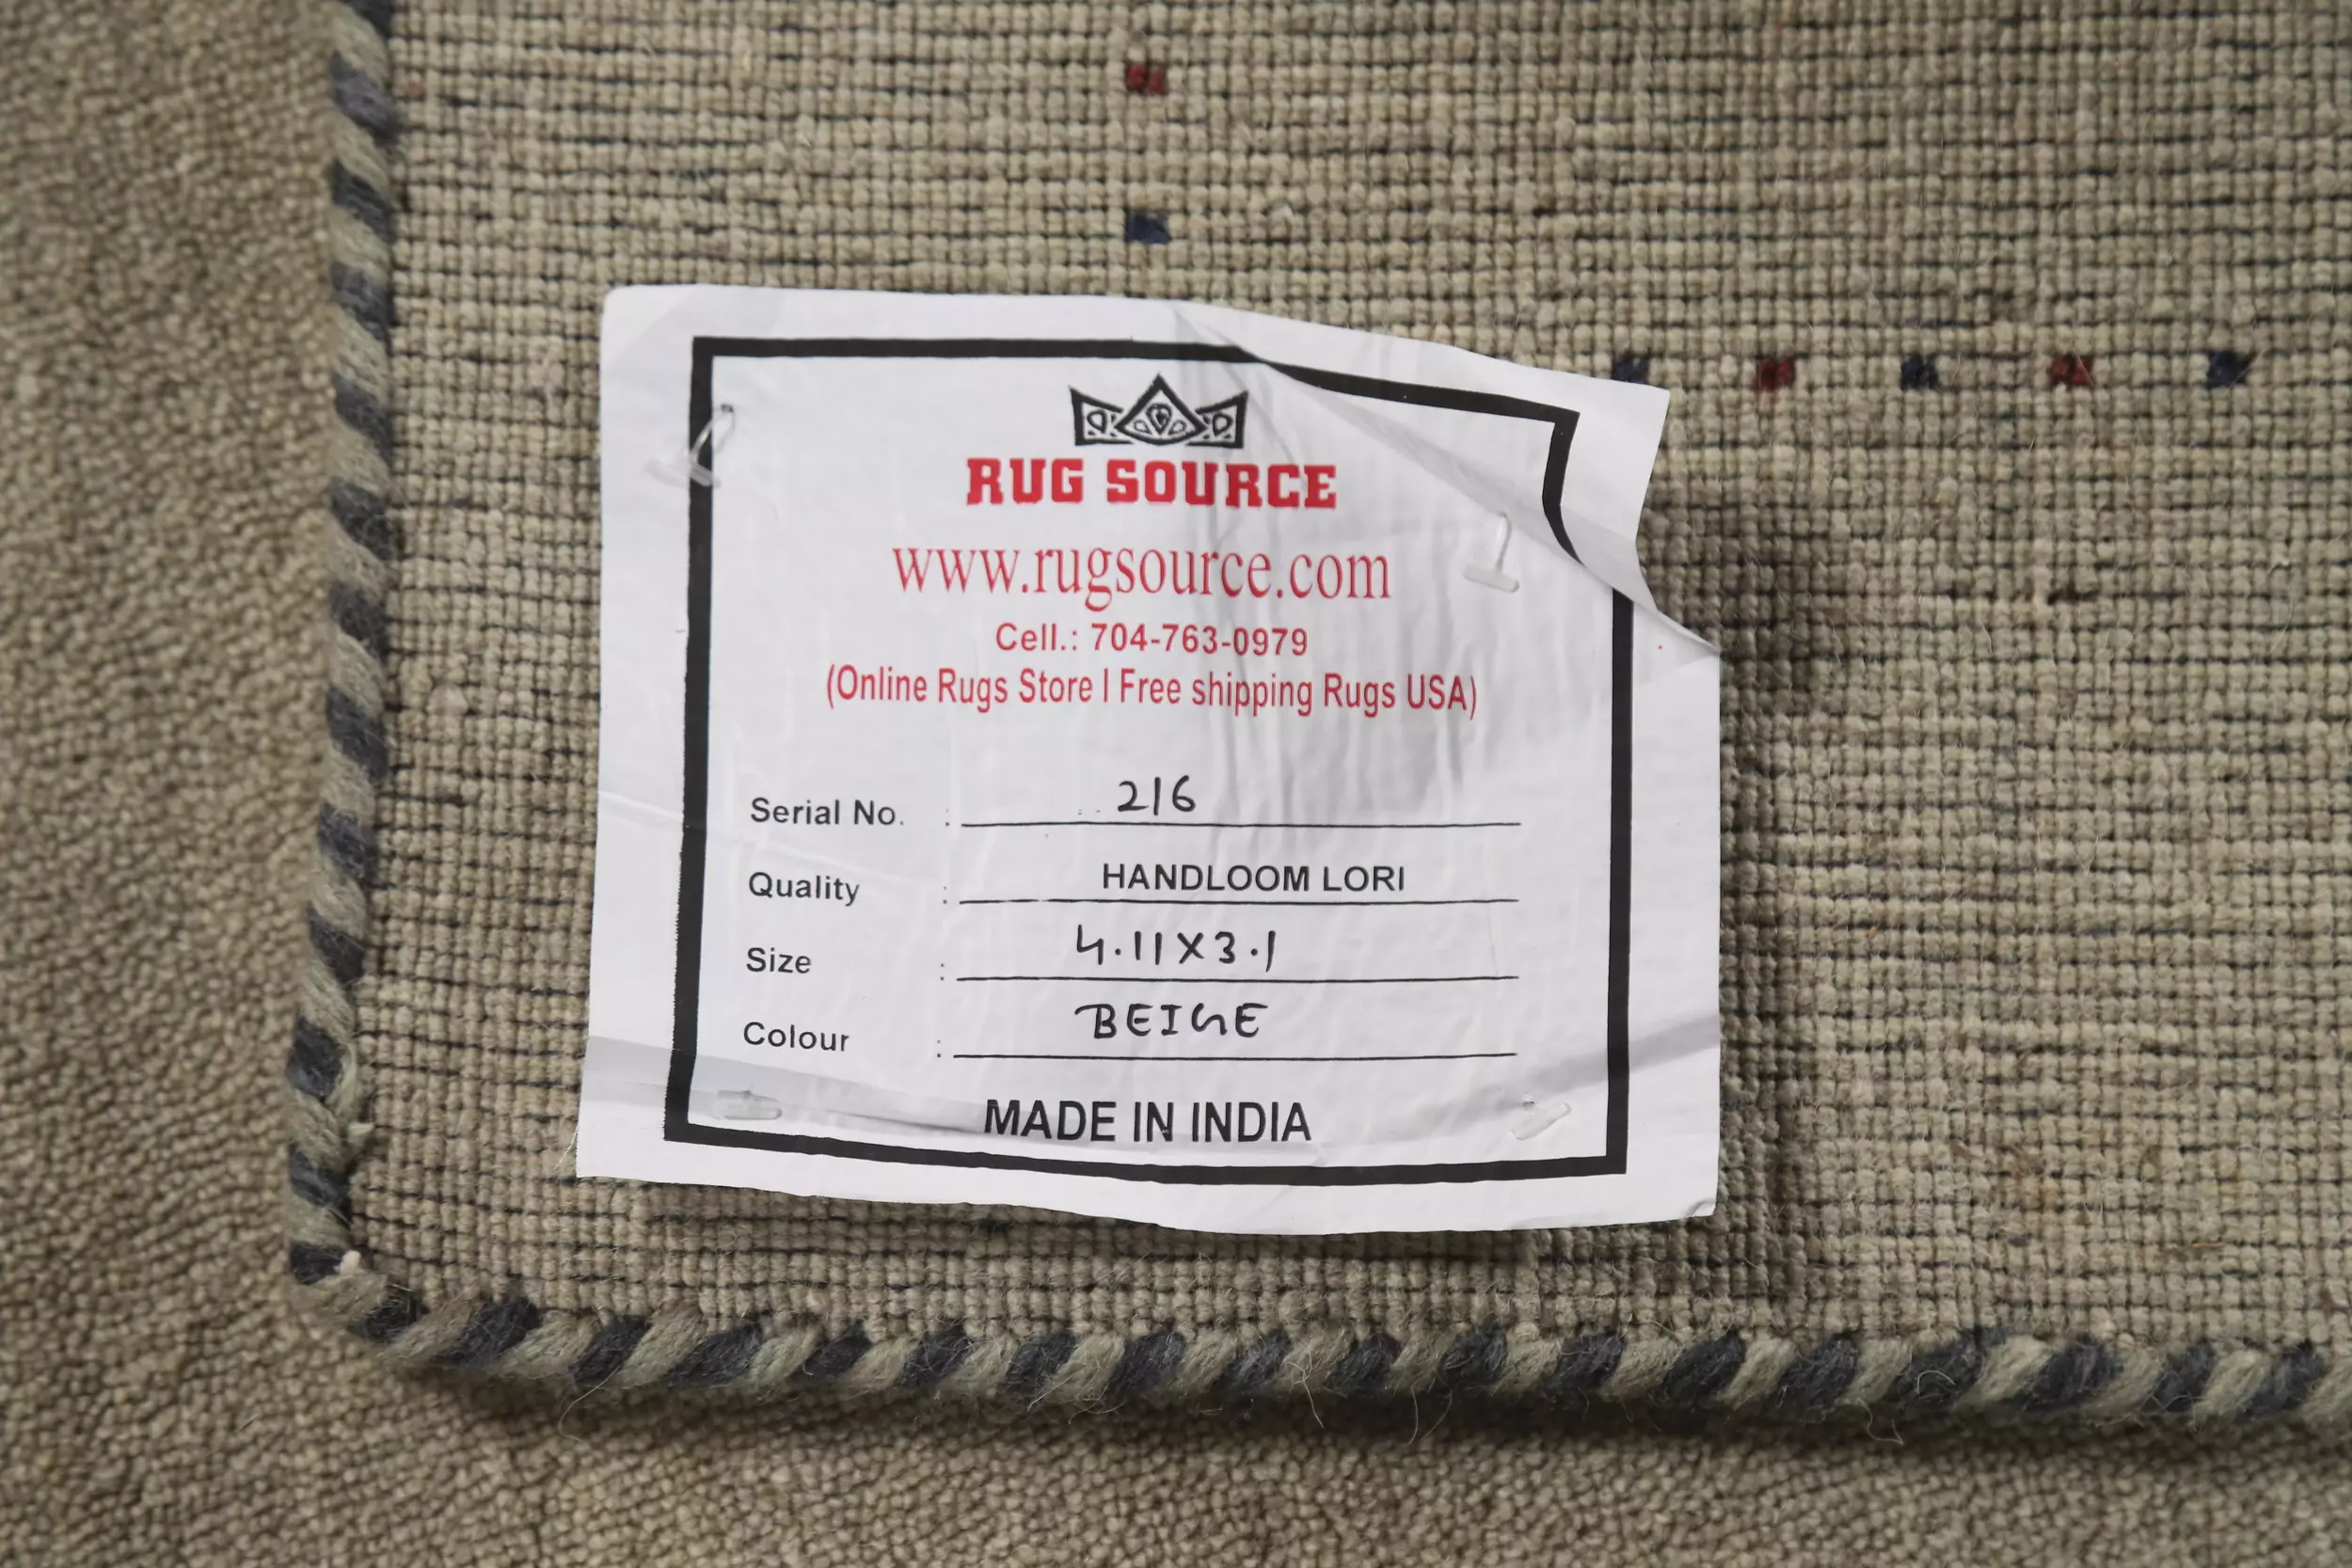 RUG SOURCE
www.rugsource.com
Cell.: 704-763-0979
(Online Rugs Store | Free shipping Rugs USA)
Serial No. : 216
Quality : HANDLOOM LORI
Size : 4.11X3.1
Colour : BEIGE
MADE IN INDIA